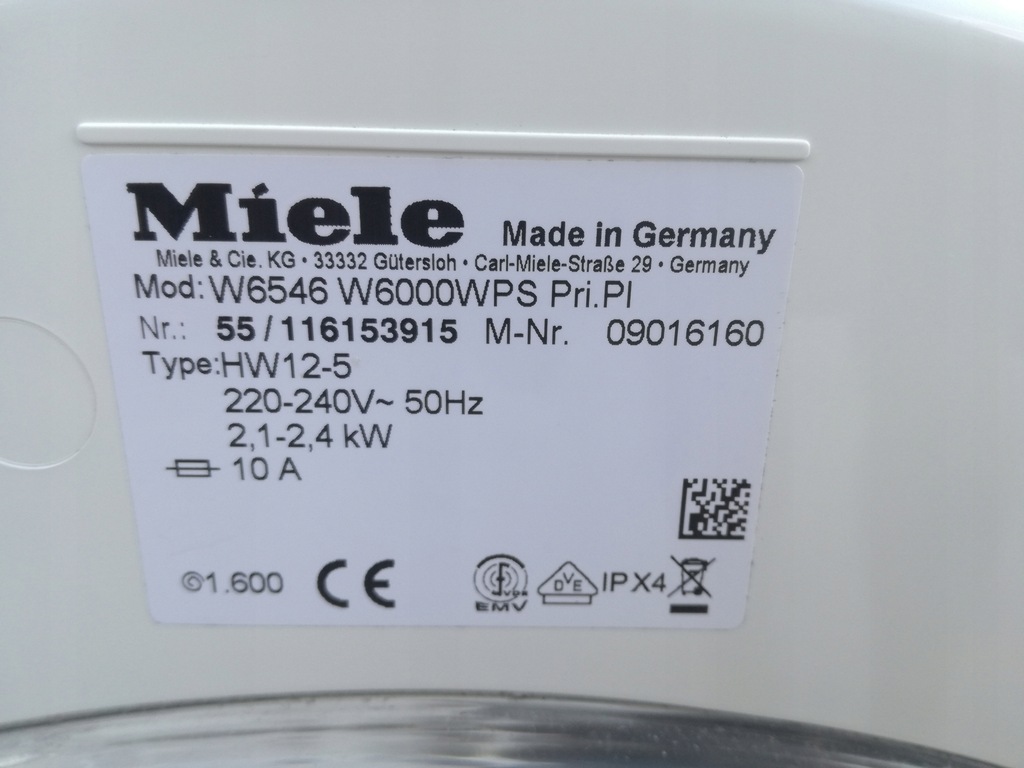 Miele Made in Germany
Miele & Cie. KG · 33332 Gütersloh · Carl-Miele-Straße 29 · Germany
Mod: W6546 W6000WPS Pri.Pl
Nr.: 55/116153915 M-Nr. 09016160
Type: HW12-5
220-240V~ 50Hz
2,1-2,4 kW
10 A
1.600 CE EMV DVE IPX4